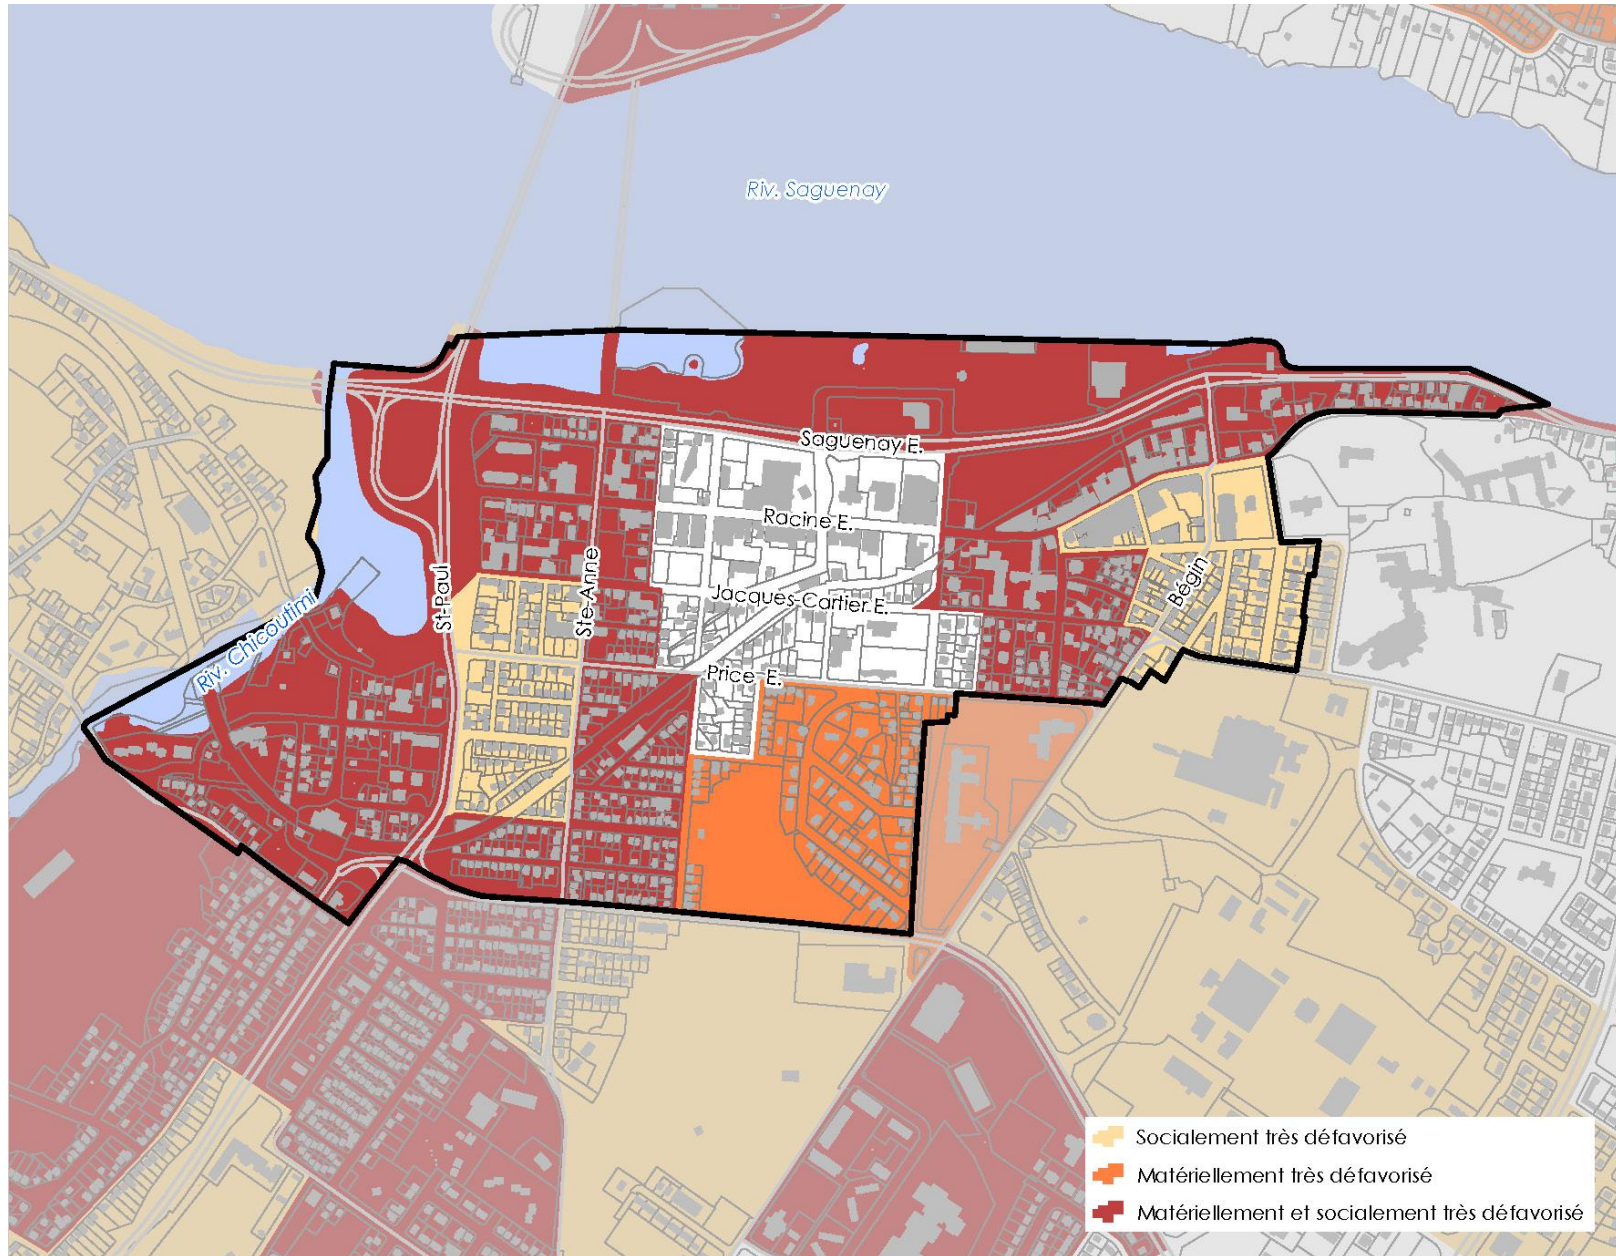 Riv. Saguenay
Saguenay E.
Racine E.
Ste-Anne
St-Paul
Jacques-Cartier E.
Bégin
Riv. Chicoutimi
Price E.
Socialement très défavorisé
Matériellement très défavorisé
Matériellement et socialement très défavorisé